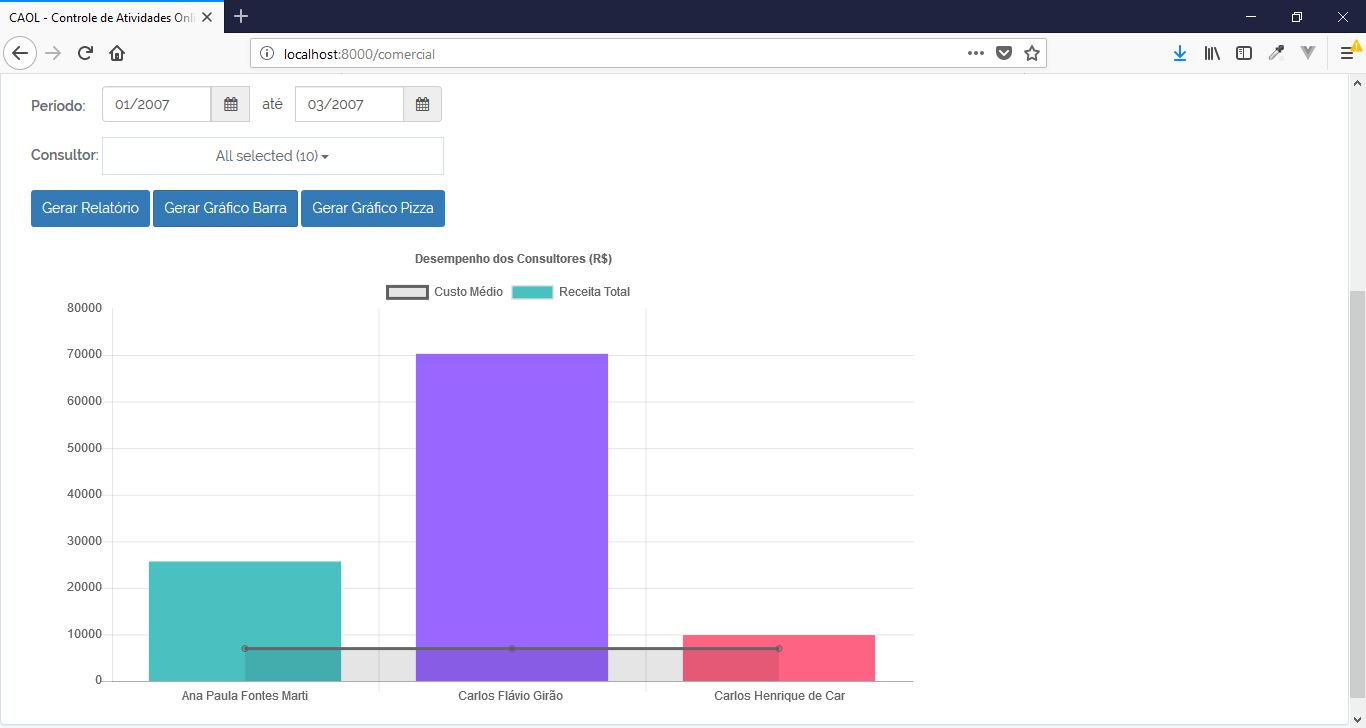 CAOL - Controle de Atividades Onli
localhost:8000/comercial
Período: 01/2007 até 03/2007
Consultor: All selected (10)
Gerar Relatório Gerar Gráfico Barra Gerar Gráfico Pizza
Desempenho dos Consultores (R$)
Custo Médio Receita Total
80000
70000
60000
50000
40000
30000
20000
10000
0
Ana Paula Fontes Marti Carlos Flávio Girão Carlos Henrique de Car